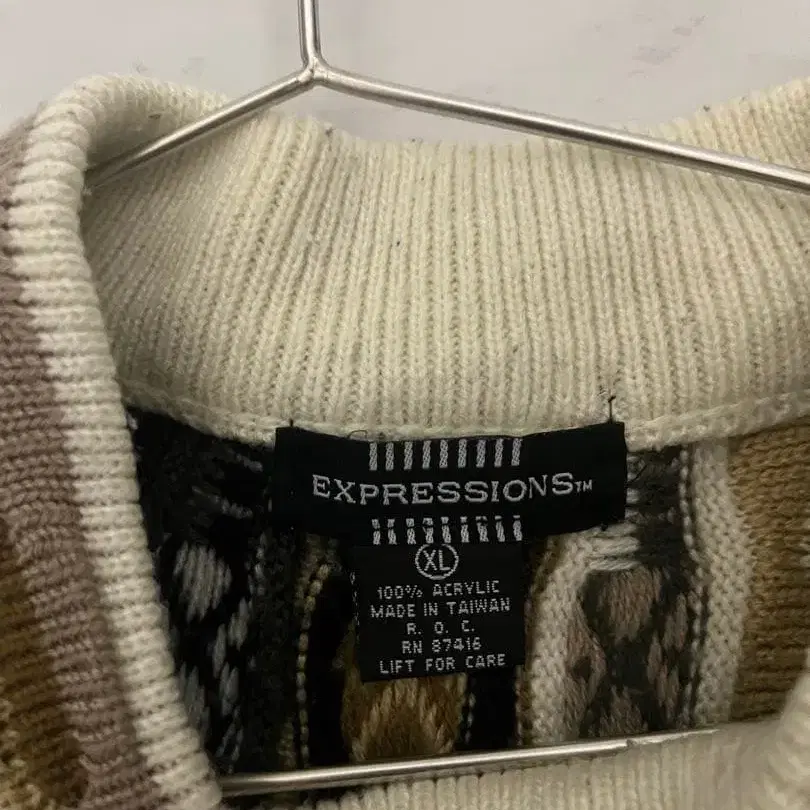 EXPRESSIONS™
XL
100% ACRYLIC
MADE IN TAIWAN
R. O. C.
RN 87416
LIFT FOR CARE